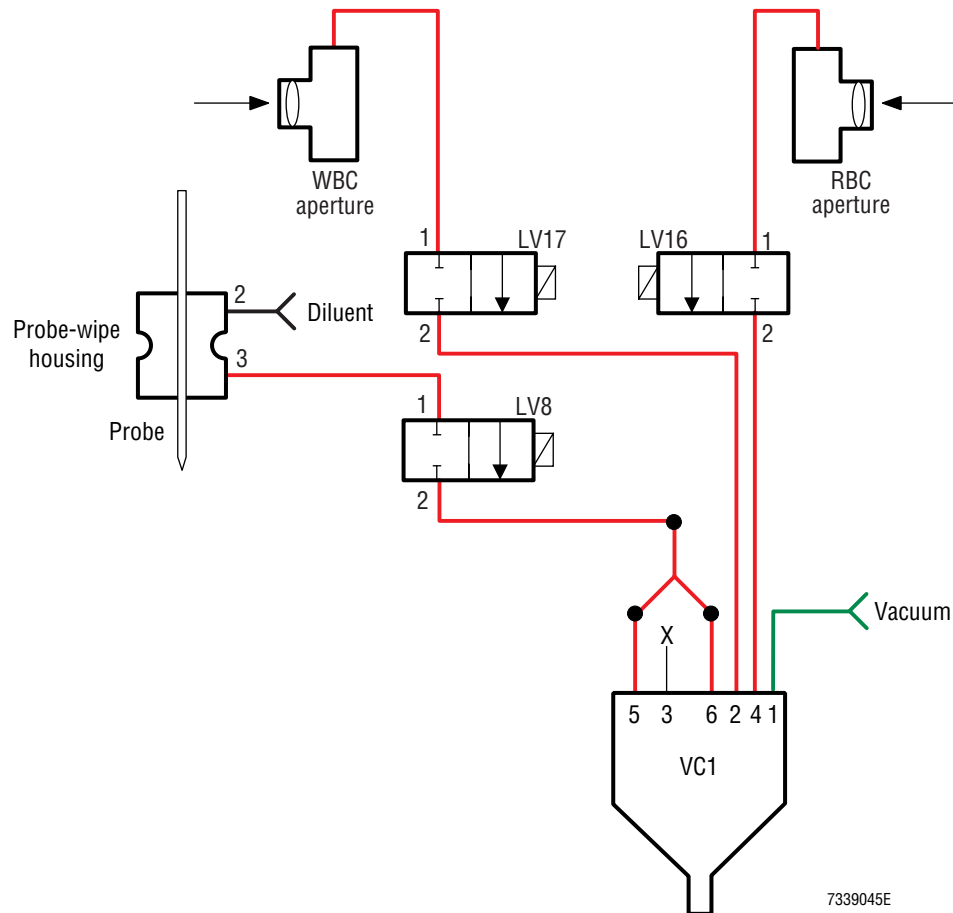 WBC
aperture
RBC
aperture
1
LV17
LV16
1
2
2
2
Diluent
Probe-wipe
housing
3
Probe
1
LV8
2
X
Vacuum
5
3
6
2
4
1
VC1
7339045E